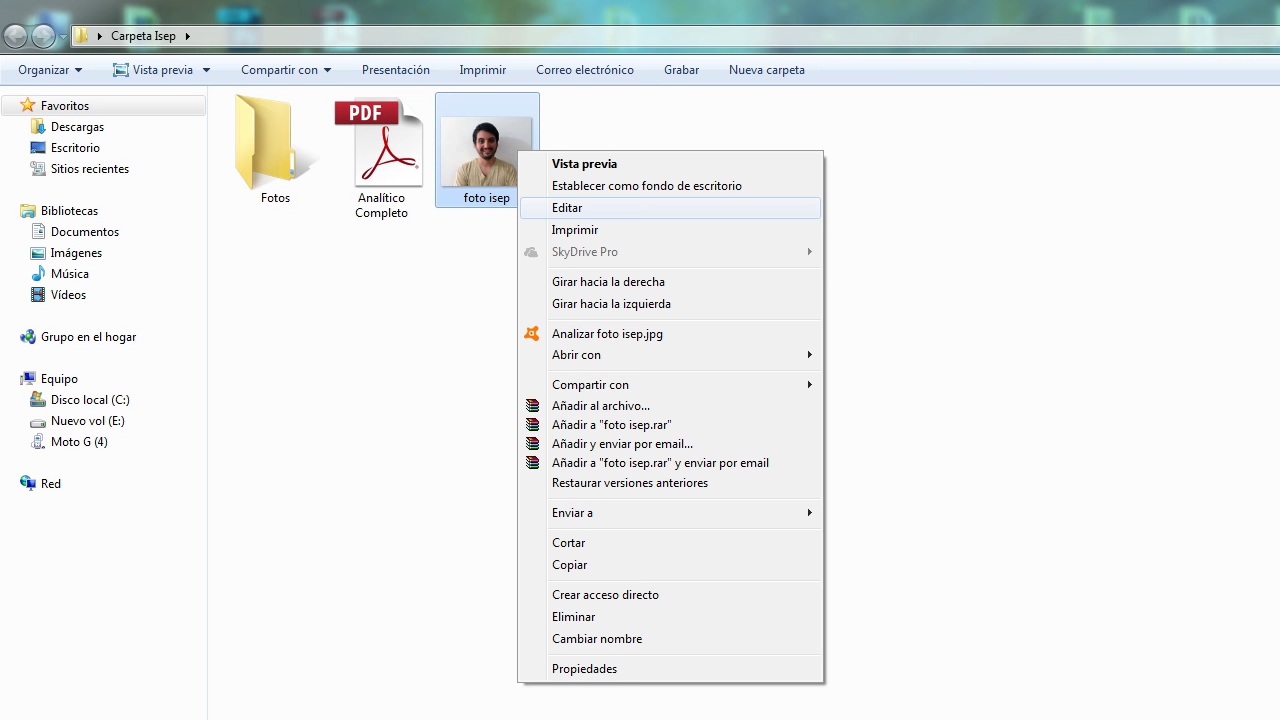 Carpeta Isep
Organizar
Vista previa
Compartir con
Presentación
Imprimir
Correo electrónico
Grabar
Nueva carpeta
Favoritos
Descargas
Escritorio
Sitios recientes
Bibliotecas
Documentos
Imágenes
Música
Vídeos
Grupo en el hogar
Equipo
Disco local (C:)
Nuevo vol (E:)
Moto G (4)
Red
Fotos
PDF
Analítico
Completo
foto isep
Vista previa
Establecer como fondo de escritorio
Editar
Imprimir
SkyDrive Pro
Girar hacia la derecha
Girar hacia la izquierda
Analizar foto isep.jpg
Abrir con
Compartir con
Añadir al archivo...
Añadir a "foto isep.rar"
Añadir y enviar por email...
Añadir a "foto isep.rar" y enviar por email
Restaurar versiones anteriores
Enviar a
Cortar
Copiar
Crear acceso directo
Eliminar
Cambiar nombre
Propiedades